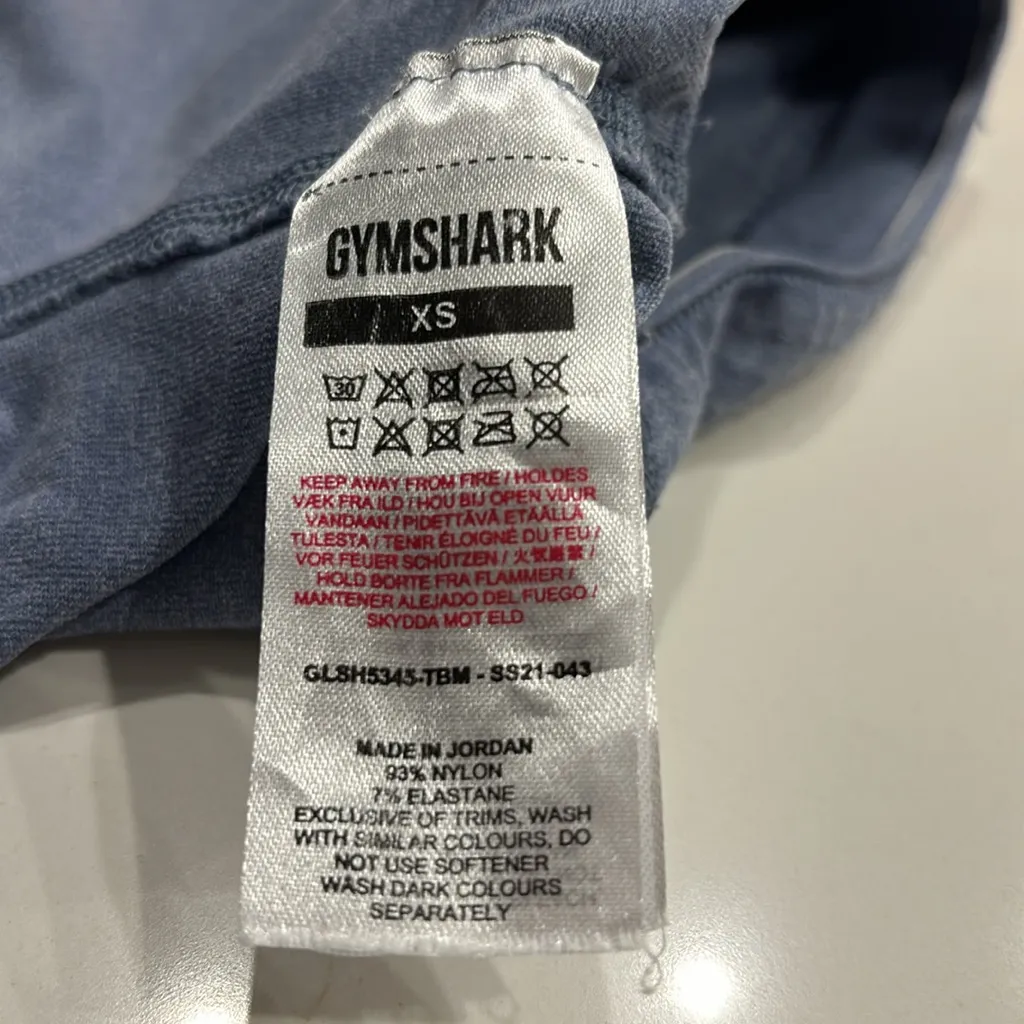 GYMSHARK
XS
30
KEEP AWAY FROM FIRE / HOLDES
VÆK FRA ILD / HOU BIJ OPEN VUUR
VANDAAN / PIDETTÄVÄ ETÄÄLLÄ
TULESTA / TENIR ÉLOIGNÉ DU FEU /
VOR FEUER SCHÜTZEN / 火気厳禁 /
HOLD BORTE FRA FLAMMER /
MANTENER ALEJADO DEL FUEGO /
SKYDDA MOT ELD
GLSH5345-TBM - SS21-043
MADE IN JORDAN
93% NYLON
7% ELASTANE
EXCLUSIVE OF TRIMS, WASH
WITH SIMILAR COLOURS, DO
NOT USE SOFTENER
WASH DARK COLOURS
SEPARATELY